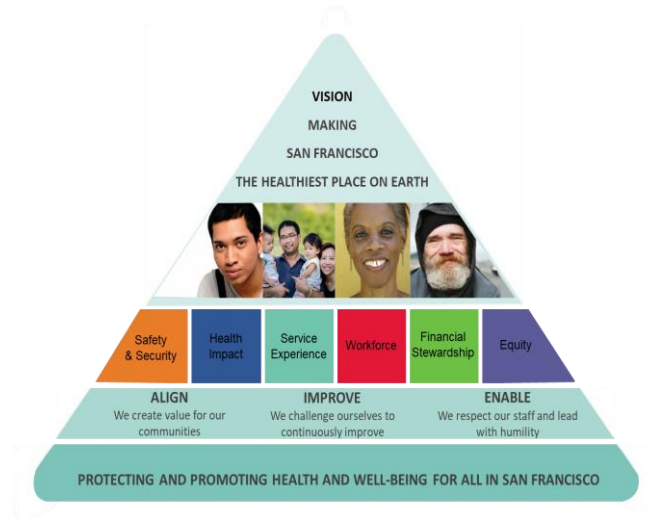 VISION
MAKING
SAN FRANCISCO
THE HEALTHIEST PLACE ON EARTH
Safety
& Security
Health
Impact
Service
Experience
Workforce
Financial
Stewardship
Equity
ALIGN
We create value for our
communities
IMPROVE
We challenge ourselves to
continuously improve
ENABLE
We respect our staff and lead
with humility
PROTECTING AND PROMOTING HEALTH AND WELL-BEING FOR ALL IN SAN FRANCISCO